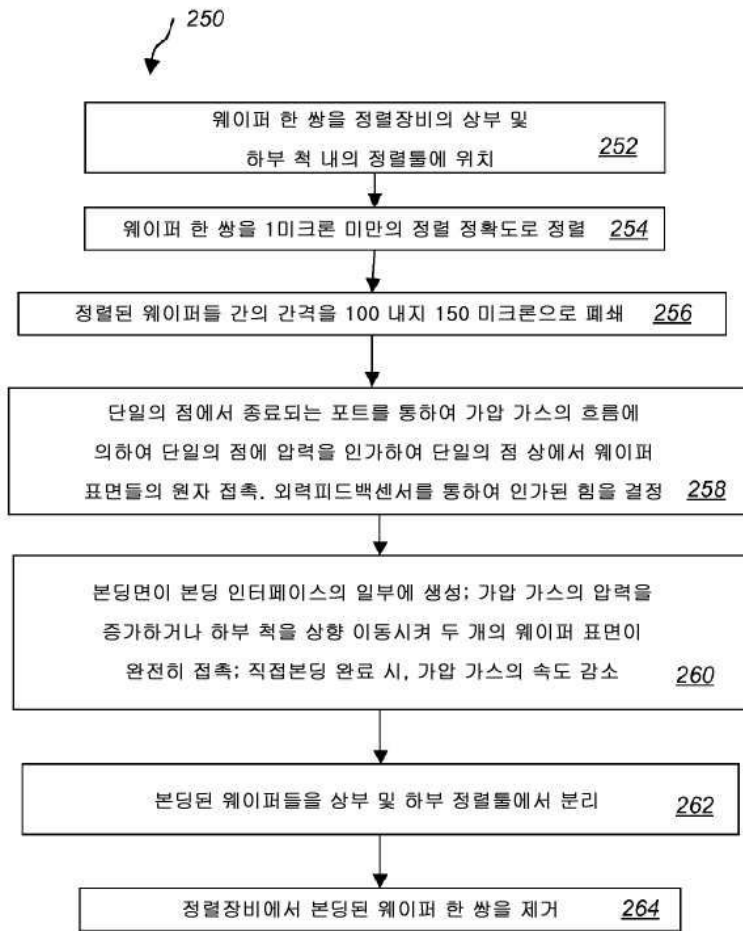 250
웨이퍼 한 쌍을 정렬장비의 상부 및
하부 척 내의 정렬툴에 위치 252
웨이퍼 한 쌍을 1미크론 미만의 정렬 정확도로 정렬 254
정렬된 웨이퍼들 간의 간격을 100 내지 150 미크론으로 폐쇄 256
단일의 점에서 종료되는 포트를 통하여 가압 가스의 흐름에
의하여 단일의 점에 압력을 인가하여 단일의 점 상에서 웨이퍼
표면들의 원자 접촉. 외력피드백센서를 통하여 인가된 힘을 결정 258
본딩면이 본딩 인터페이스의 일부에 생성; 가압 가스의 압력을
증가하거나 하부 척을 상향 이동시켜 두 개의 웨이퍼 표면이
완전히 접촉; 직접본딩 완료 시, 가압 가스의 속도 감소 260
본딩된 웨이퍼들을 상부 및 하부 정렬툴에서 분리 262
정렬장비에서 본딩된 웨이퍼 한 쌍을 제거 264